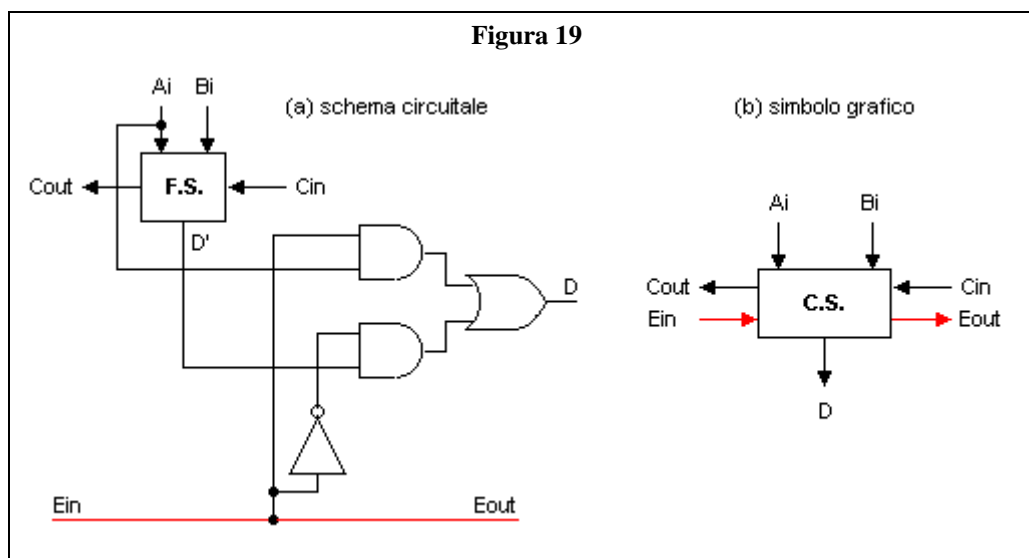 Figura 19
Ai Bi
(a) schema circuitale
Cout
F.S.
Cin
D'
D
Ein
Eout
(b) simbolo grafico
Ai Bi
Cout
C.S.
Cin
Ein
Eout
D